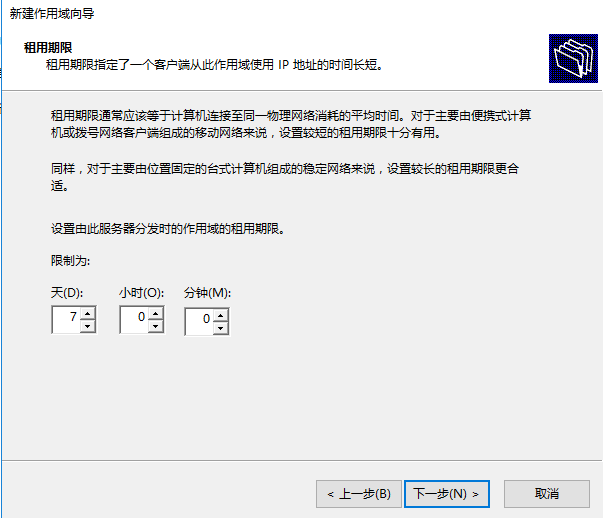 新建作用域向导
租用期限
租用期限指定了一个客户端从此作用域使用 IP 地址的时间长短。
租用期限通常应该等于计算机连接至同一物理网络消耗的平均时间。对于主要由便携式计算
机或拨号网络客户端组成的移动网络来说，设置较短的租用期限十分有用。
同样，对于主要由位置固定的台式计算机组成的稳定网络来说，设置较长的租用期限更合
适。
设置由此服务器分发时的作用域的租用期限。
限制为:
天(D): 小时(O): 分钟(M):
7 0 0
< 上一步(B) 下一步(N) > 取消